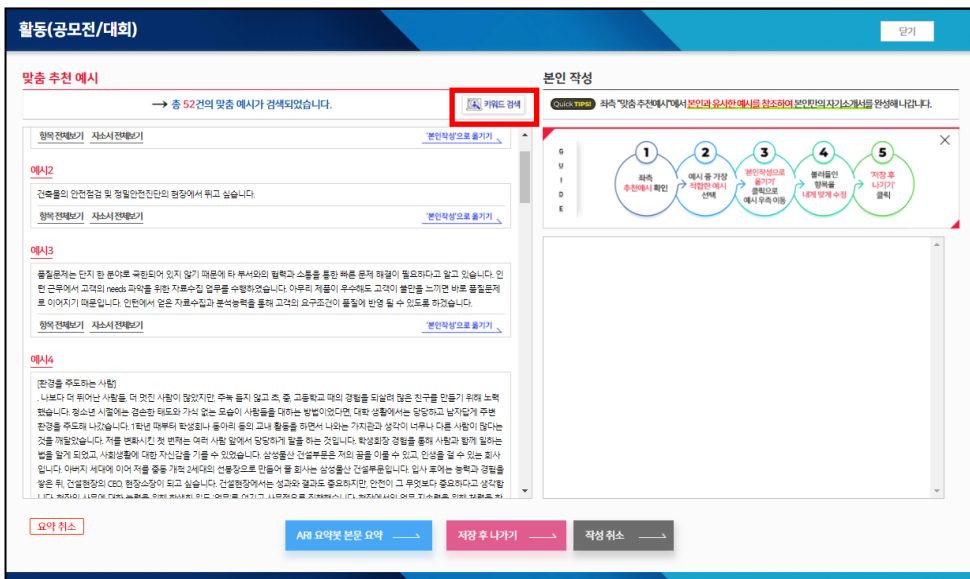 활동(공모전/대회)
닫기
맞춤 추천 예시
→ 총 52건의 맞춤 예시가 검색되었습니다.
키워드 검색
항목 전체보기 자소서 전체보기
'본인작성'으로 옮기기
예시2
건축물의 안전점검 및 정밀안전진단의 현장에서 뛰고 싶습니다.
항목 전체보기 자소서 전체보기
'본인작성'으로 옮기기
예시3
품질문제는 단지 한 분야로 국한되어 있지 않기 때문에 타 부서와의 협력과 소통을 통한 빠른 문제 해결이 필요하다고 알고 있습니다. 인
턴 근무에서 고객의 needs 파악을 위한 자료수집 업무를 수행하였습니다. 아무리 제품이 우수해도 고객이 불만을 느끼면 바로 품질문제
로 이어지기 때문입니다. 인턴에서 얻은 자료수집과 분석능력을 통해 고객의 요구조건이 품질에 반영 될 수 있도록 하겠습니다.
항목 전체보기 자소서 전체보기
'본인작성'으로 옮기기
예시4
[환경을 주도하는 사람]
. 나보다 더 뛰어난 사람들, 더 멋진 사람이 많았지만, 주눅 들지 않고 초, 중, 고등학교 때의 경험을 되살려 많은 친구를 만들기 위해 노력
했습니다. 청소년 시절에는 겸손한 태도와 가식 없는 모습이 사람들을 대하는 방법이었다면, 대학 생활에서는 당당하고 남자답게 주변
환경을 주도해 나갔습니다. 1학년 때부터 학생회나 동아리 등의 교내 활동을 하면서 나와는 가치관과 생각이 너무나 다른 사람이 많다는
것을 깨달았습니다. 저를 변화시킨 첫 번째는 여러 사람 앞에서 당당하게 말을 하는 것입니다. 학생회장 경험을 통해 사람과 함께 일하는
법을 알게 되었고, 사회생활에 대한 자신감을 기를 수 있었습니다. 삼성물산 건설부문은 저의 꿈을 이룰 수 있고, 인생을 걸 수 있는 회사
입니다. 아버지 세대에 이어 저를 중동 개척 2세대의 선봉장으로 만들어 줄 회사는 삼성물산 건설부문입니다. 입사 후에는 능력과 경험을
쌓은 뒤, 건설현장의 CEO, 현장소장이 되고 싶습니다. 건설현장에서는 성과와 결과도 중요하지만, 안전이 그 무엇보다 중요하다고 생각합
요약 취소
ARI 요약봇 본문 요약
저장 후 나가기
작성 취소
본인 작성
Quick TIPS! 좌측 "맞춤 추천예시"에서 본인과 유사한 예시를 참조하여 본인만의 자기소개서를 완성해 나갑니다.
GUIDE
1
좌측
추천예시 확인
2
예시 중 가장
적합한 예시
선택
3
'본인작성으로
옮기기'
클릭으로
예시 우측 이동
4
불러들인
항목을
내게 맞게 수정
5
'저장 후
나가기'
클릭